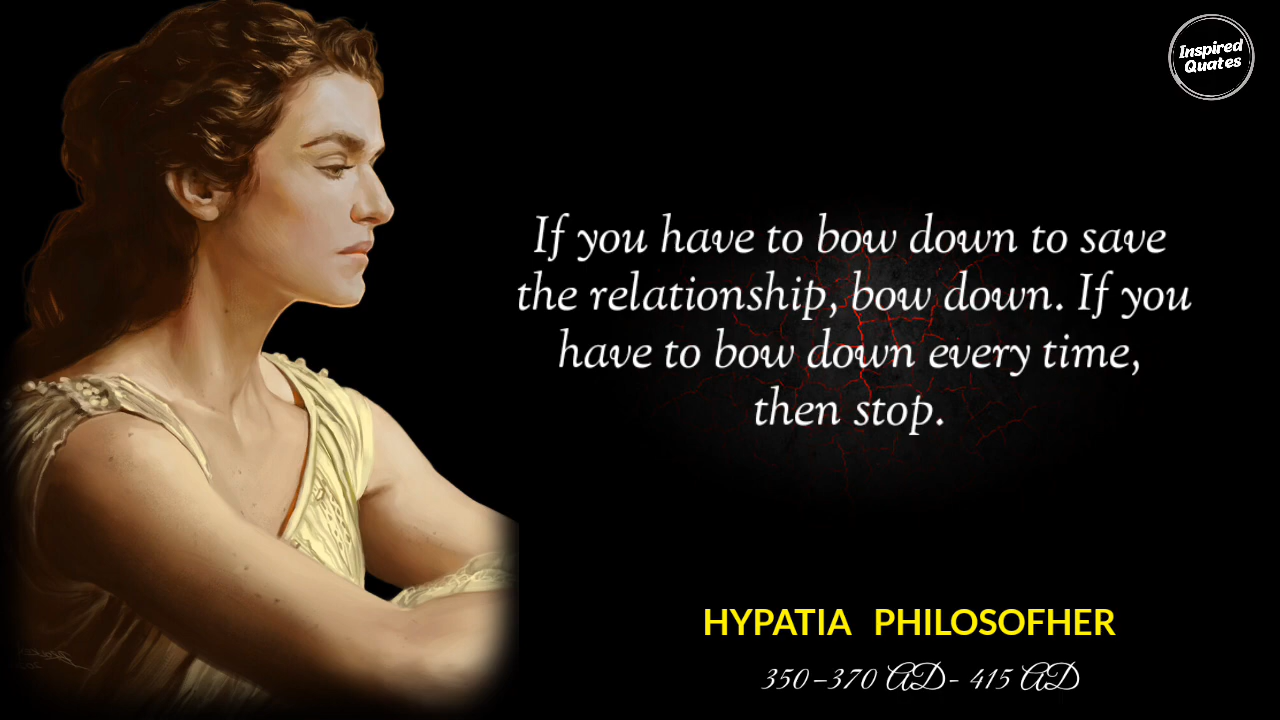 Inspired
Quates
If you have to bow down to save
the relationship, bow down. If you
have to bow down every time,
then stop.
HYPATIA PHILOSOFHER
350-370 AD- 415 AD